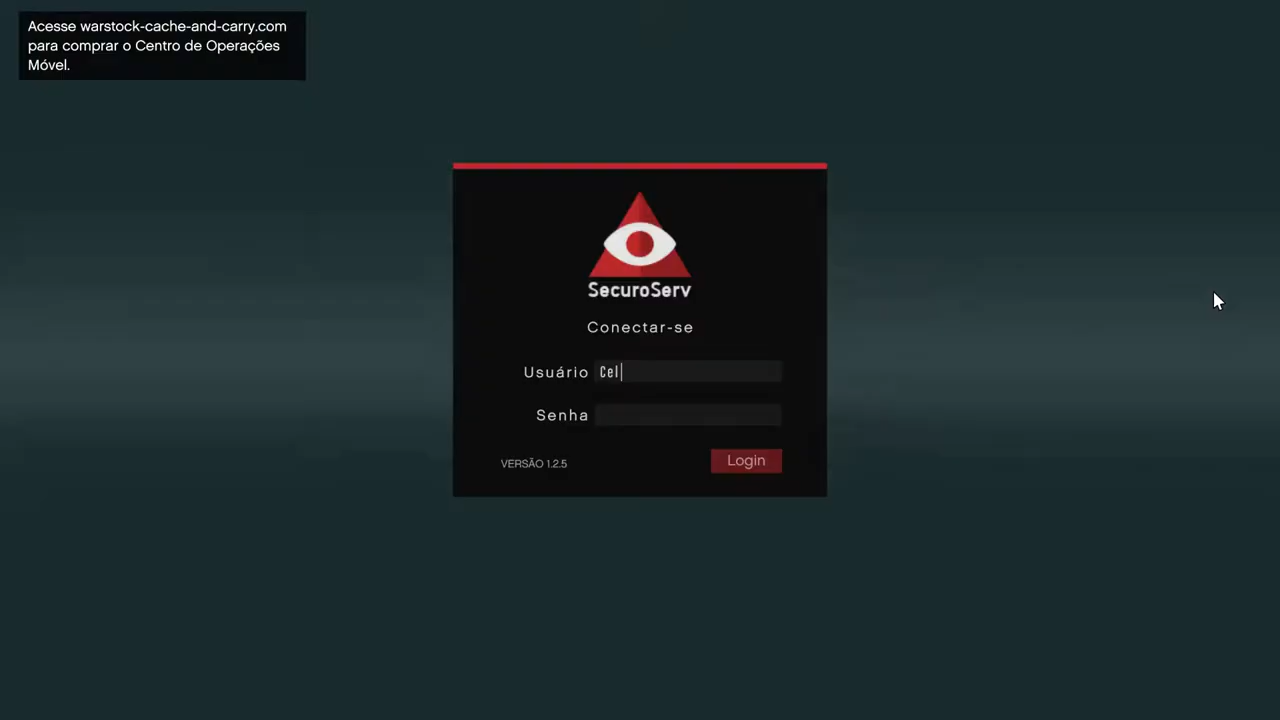 Acesse warstock-cache-and-carry.com
para comprar o Centro de Operações
Móvel.
SecuroServ
Conectar-se
Usuário Cel
Senha
VERSÃO 1.2.5
Login